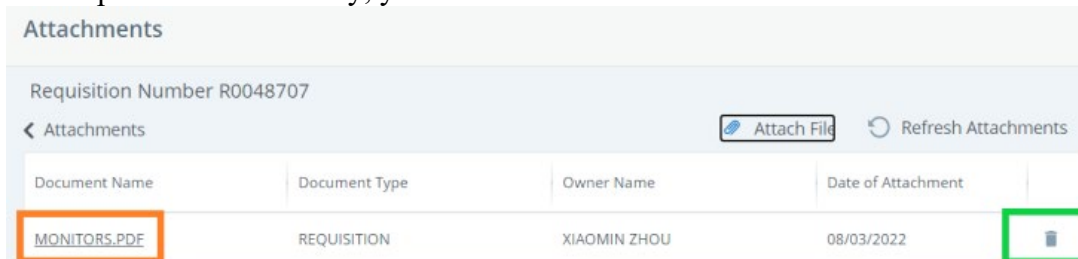 Attachments
Requisition Number R0048707
Attachments
Attach File
Refresh Attachments
Document Name
Document Type
Owner Name
Date of Attachment
MONITORS.PDF
REQUISITION
XIAOMIN ZHOU
08/03/2022